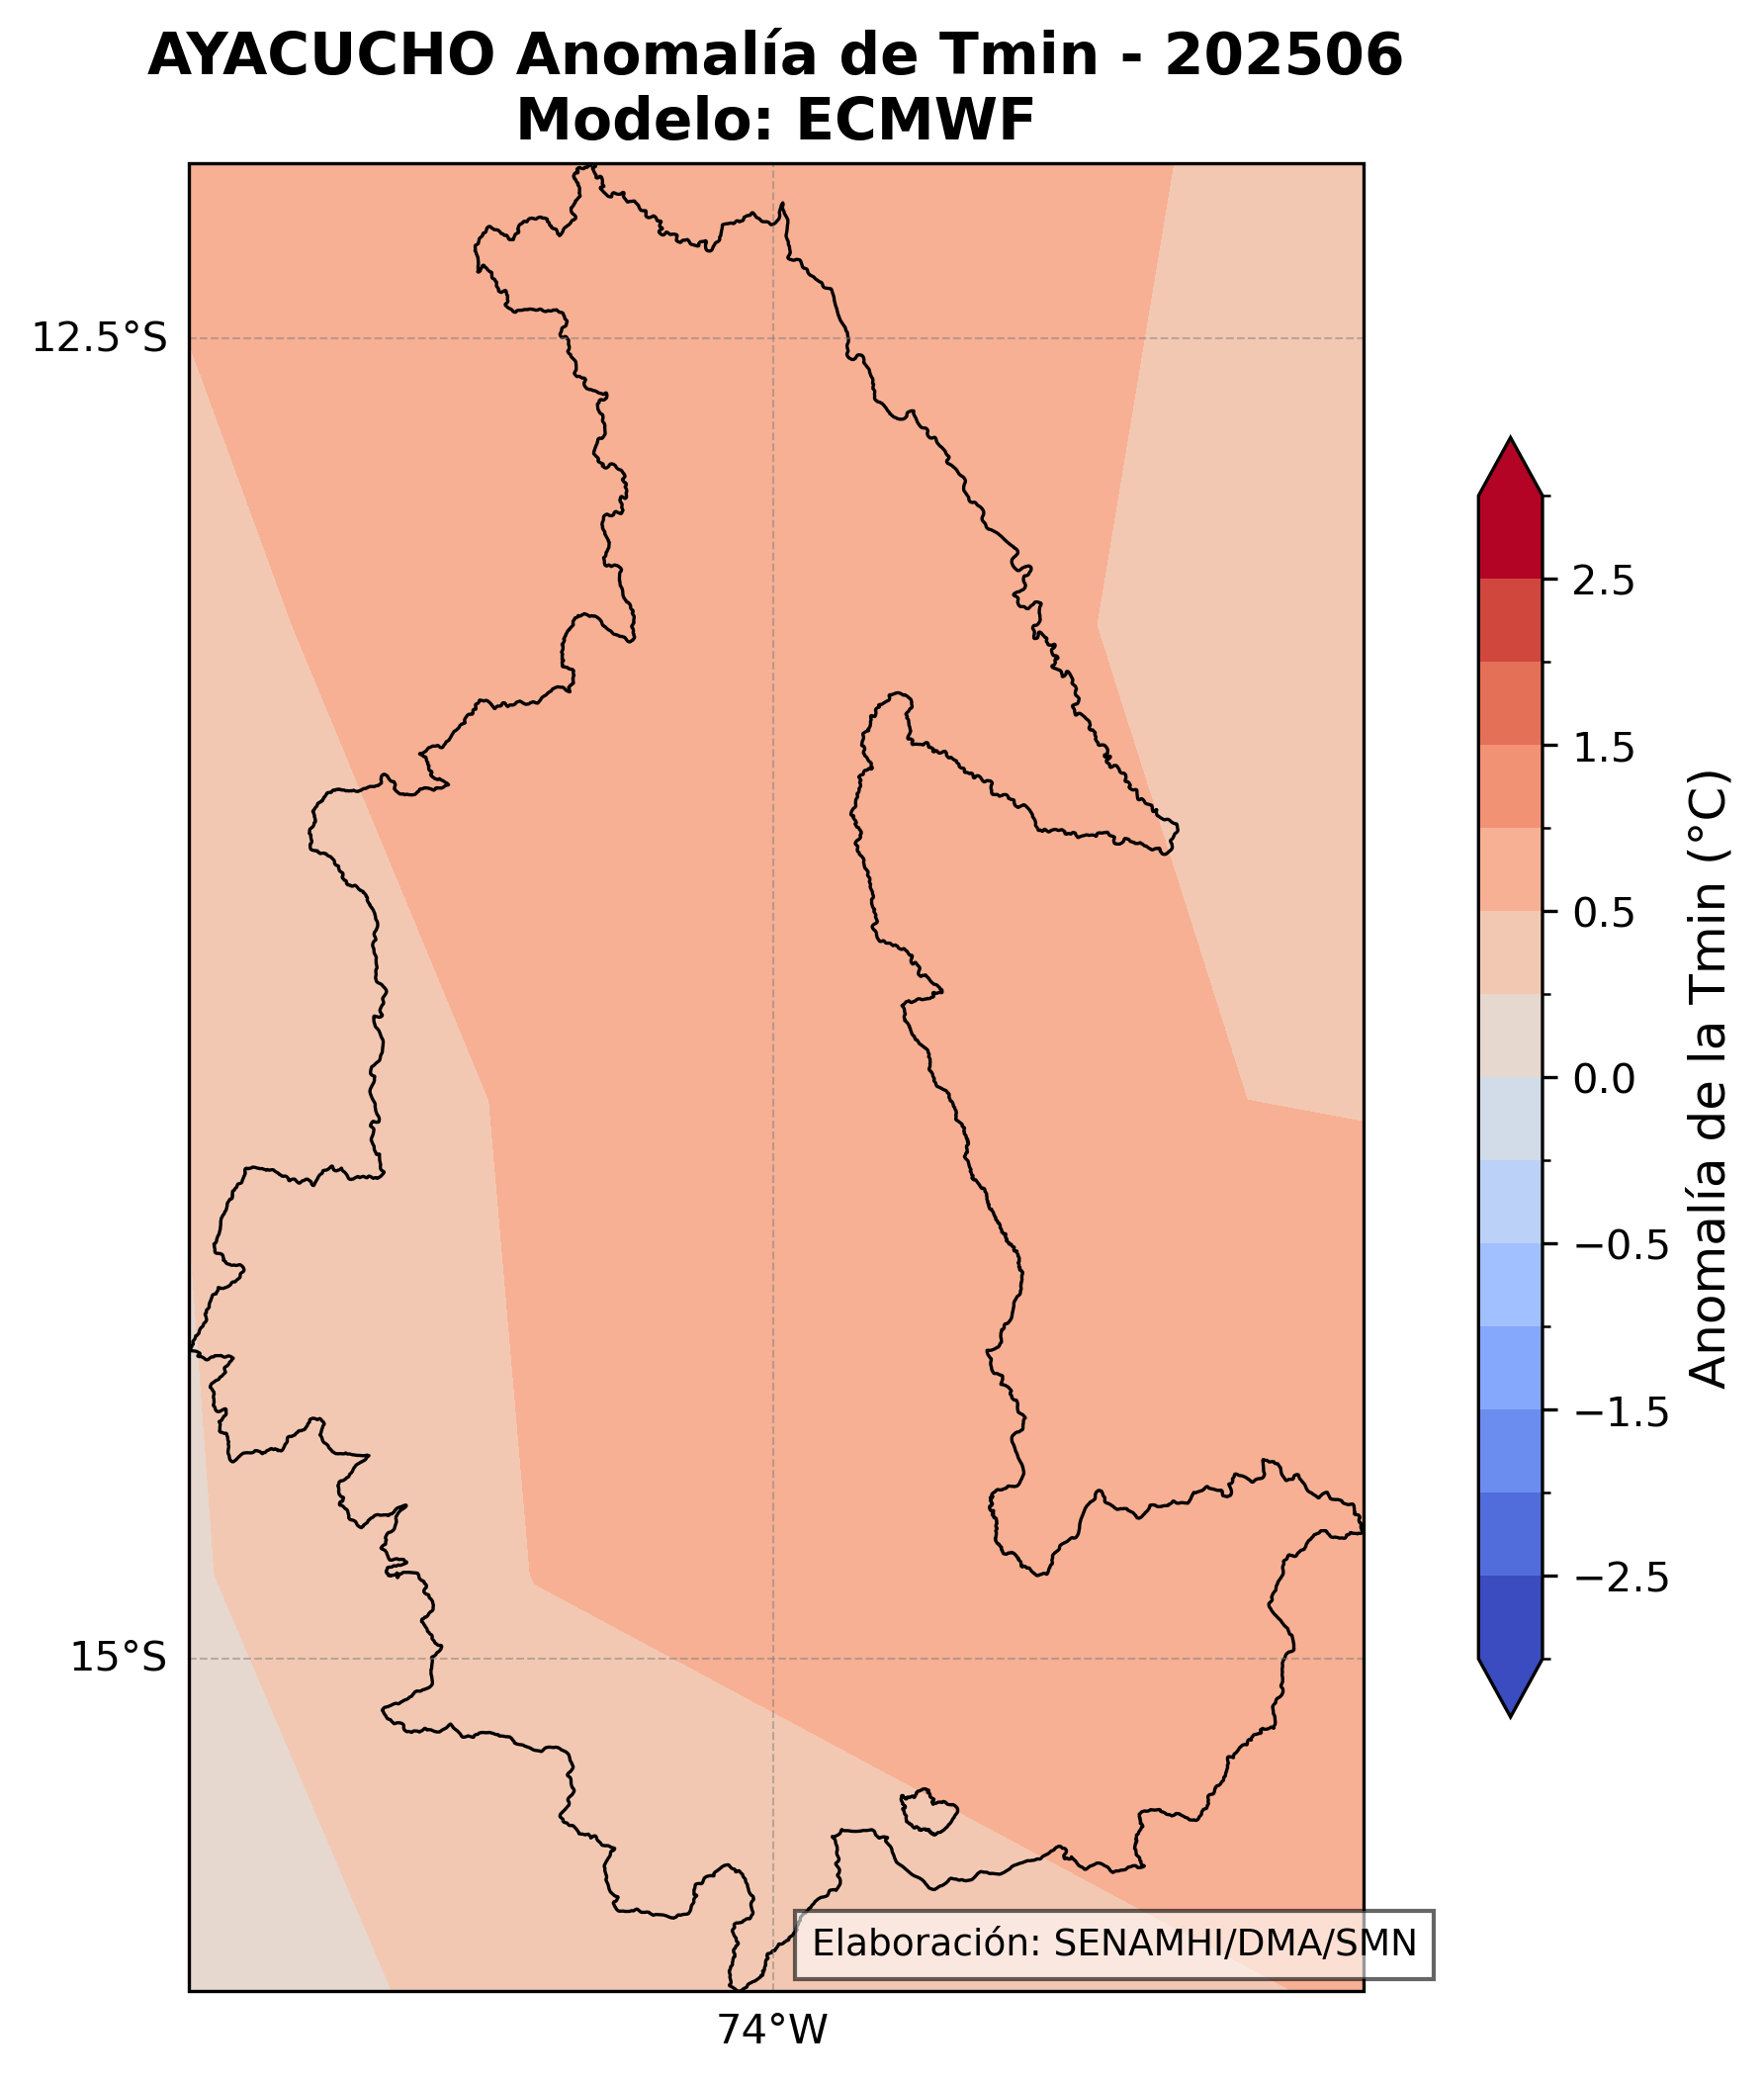 AYACUCHO Anomalía de Tmin - 202506
Modelo: ECMWF
12.5°S
15°S
74°W
2.5
1.5
0.5
0.0
−0.5
−1.5
−2.5
Anomalía de la Tmin (°C)
Elaboración: SENAMHI/DMA/SMN